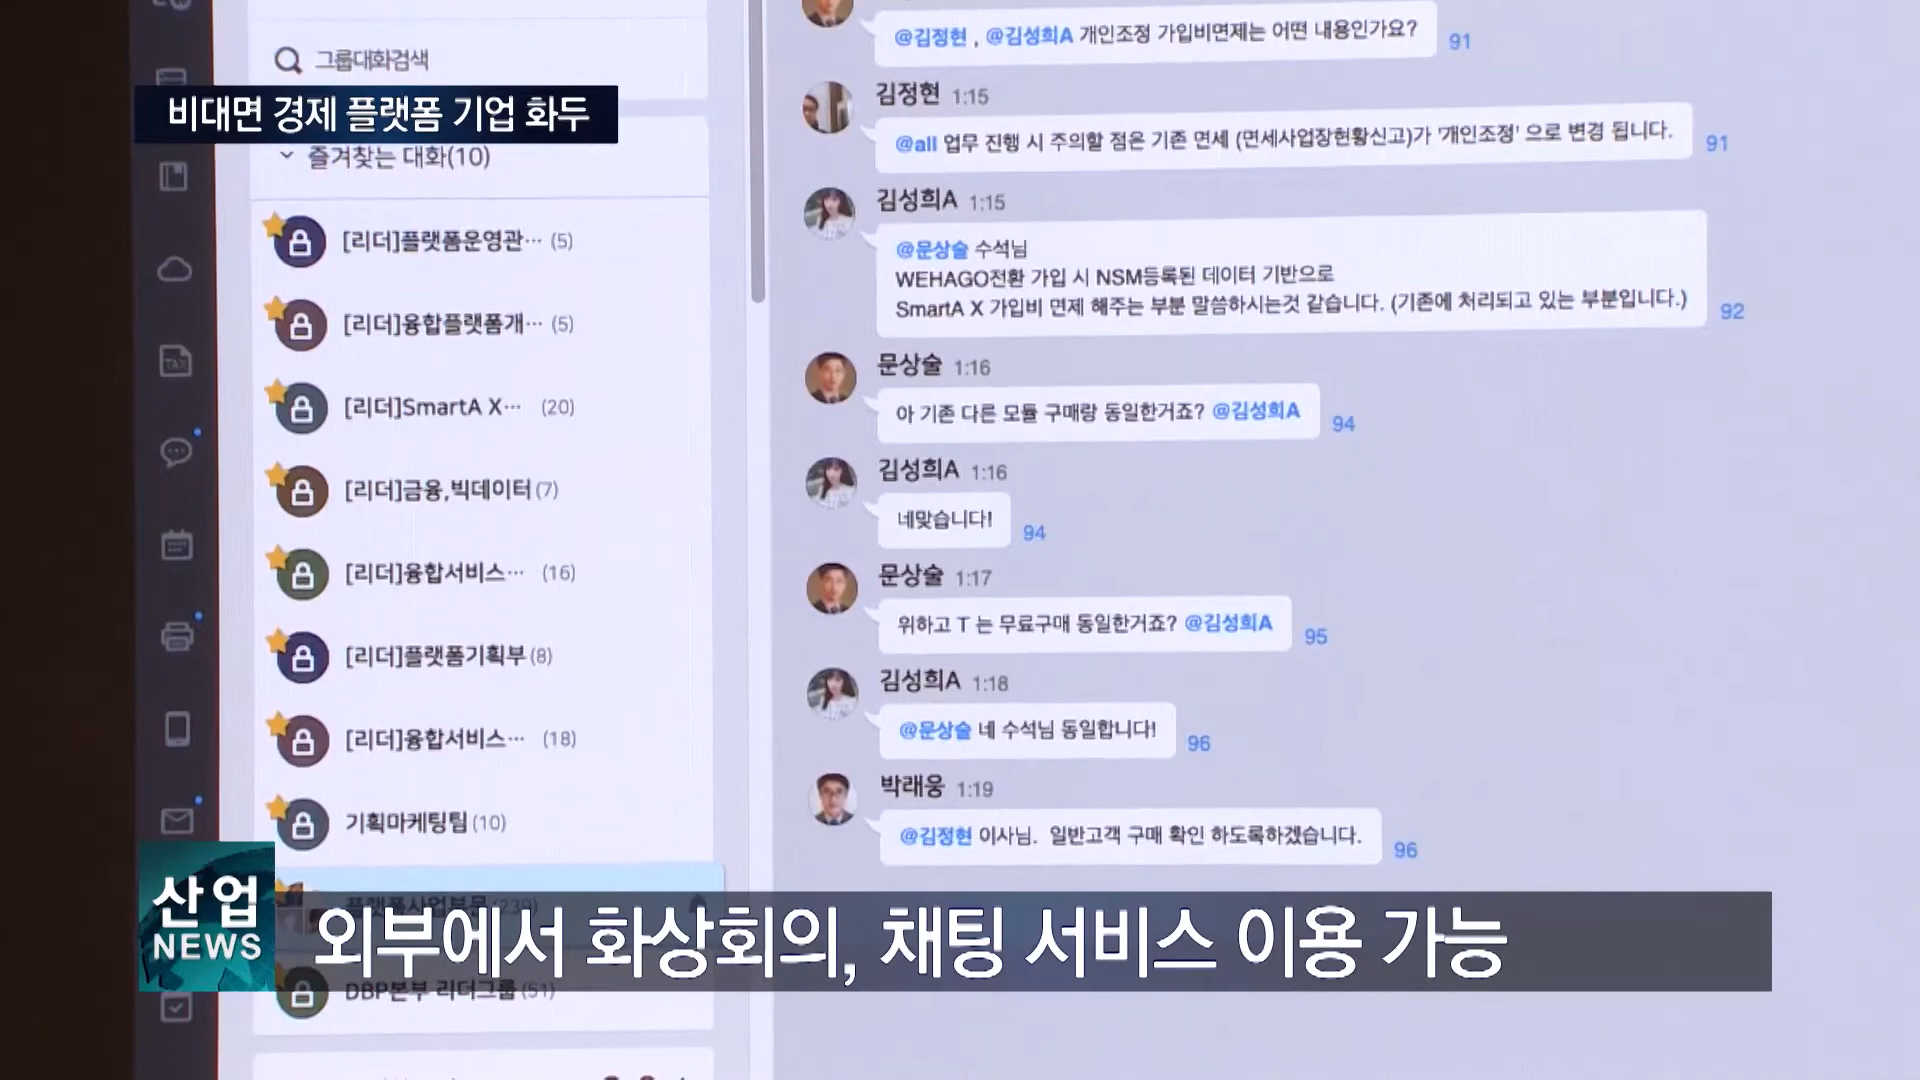 그룹대화검색
비대면 경제 플랫폼 기업 화두
즐겨찾는 대화(10)
[리더]플랫폼운영관… (5)
[리더]융합플랫폼개… (5)
[리더]SmartA X… (20)
[리더]금융,빅데이터(7)
[리더]융합서비스… (16)
[리더]플랫폼기획부(8)
[리더]융합서비스… (18)
기획마케팅팀(10)
플랫폼사업부문(239)
DBP본부 리더그룹(51)
TAX
@김정현 , @김성희A 개인조정 가입비면제는 어떤 내용인가요?
91
김정현 1:15
@all 업무 진행 시 주의할 점은 기존 면세 (면세사업장현황신고)가 '개인조정' 으로 변경 됩니다.
91
김성희A 1:15
@문상술 수석님
WEHAGO전환 가입 시 NSM등록된 데이터 기반으로
SmartA X 가입비 면제 해주는 부분 말씀하시는것 같습니다. (기존에 처리되고 있는 부분입니다.)
92
문상술 1:16
아 기존 다른 모듈 구매랑 동일한거죠? @김성희A
94
김성희A 1:16
네맞습니다!
94
문상술 1:17
위하고 T 는 무료구매 동일한거죠? @김성희A
95
김성희A 1:18
@문상술 네 수석님 동일합니다!
96
박래웅 1:19
@김정현 이사님. 일반고객 구매 확인 하도록하겠습니다.
96
산업
NEWS
외부에서 화상회의, 채팅 서비스 이용 가능